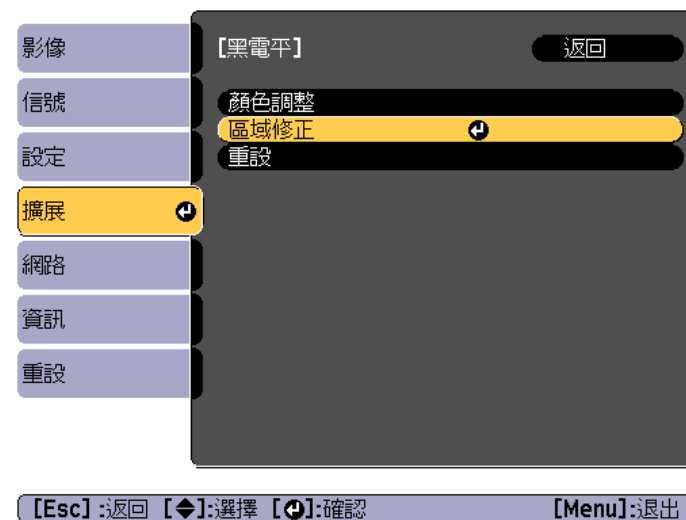 影像
信號
設定
擴展
網路
資訊
重設
[黑電平] 返回
顏色調整
區域修正
重設
[Esc] :返回 [◆]:選擇 [⏎]:確認 [Menu]:退出